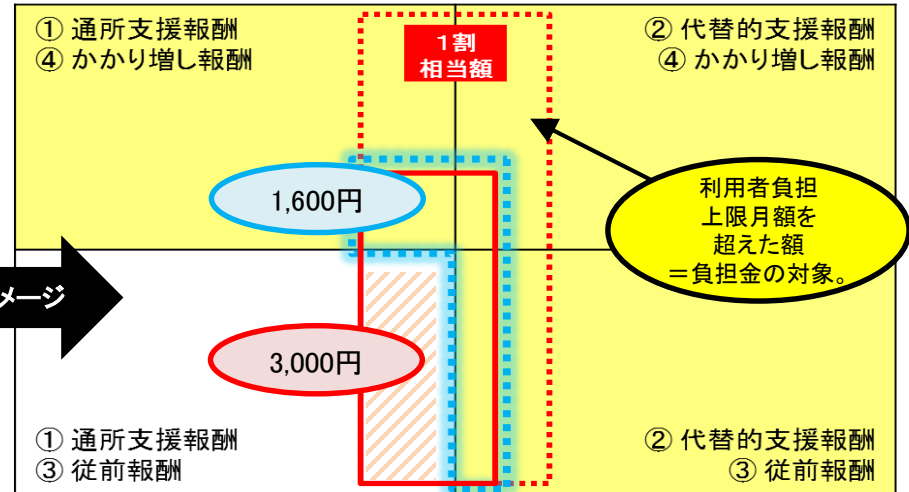 ① 通所支援報酬
④ かかり増し報酬
1割
相当額
② 代替的支援報酬
④ かかり増し報酬
1,600円
利用者負担
上限月額を
超えた額
＝負担金の対象。
メージ
3,000円
① 通所支援報酬
③ 従前報酬
② 代替的支援報酬
③ 従前報酬